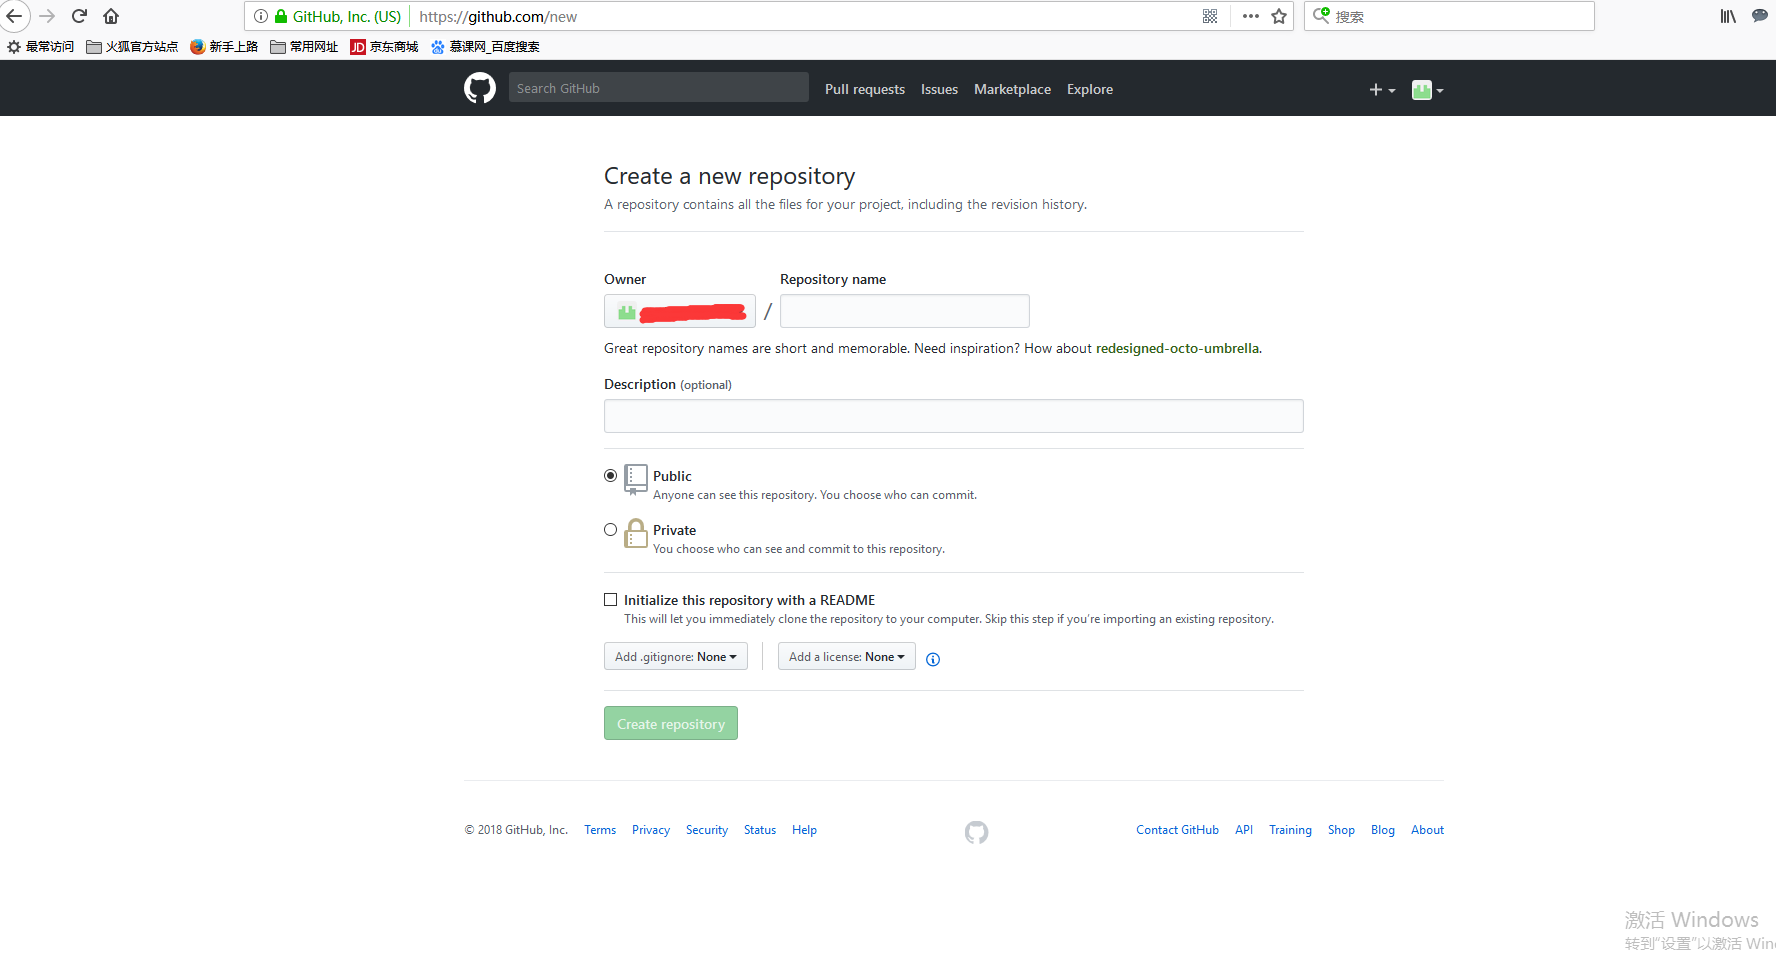 GitHub, Inc. (US) https://github.com/new 搜索
最常访问 火狐官方站点 新手上路 常用网址 JD 京东商城 慕课网_百度搜索
Search GitHub Pull requests Issues Marketplace Explore
Create a new repository
A repository contains all the files for your project, including the revision history.
Owner Repository name
/
Great repository names are short and memorable. Need inspiration? How about redesigned-octo-umbrella.
Description (optional)
Public
Anyone can see this repository. You choose who can commit.
Private
You choose who can see and commit to this repository.
Initialize this repository with a README
This will let you immediately clone the repository to your computer. Skip this step if you're importing an existing repository.
Add .gitignore: None Add a license: None
Create repository
© 2018 GitHub, Inc. Terms Privacy Security Status Help Contact GitHub API Training Shop Blog About
激活 Windows
转到"设置"以激活 Win